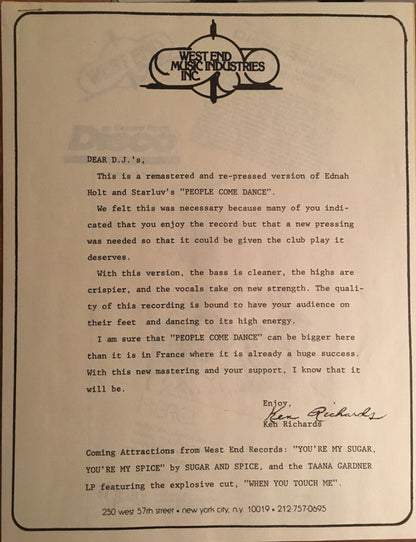 WEST END
MUSIC INDUSTRIES
INC.
DEAR D.J.'s,
This is a remastered and re-pressed version of Ednah
Holt and Starluv's "PEOPLE COME DANCE".
We felt this was necessary because many of you indi-
cated that you enjoy the record but that a new pressing
was needed so that it could be given the club play it
deserves.
With this version, the bass is cleaner, the highs are
crispier, and the vocals take on new strength. The quali-
ty of this recording is bound to have your audience on
their feet and dancing to its high energy.
I am sure that "PEOPLE COME DANCE" can be bigger here
than it is in France where it is already a huge success.
With this new mastering and your support, I know that it
will be.
Enjoy,
Ken Richards
Ken Richards
Coming Attractions from West End Records: "YOU'RE MY SUGAR,
YOU'RE MY SPICE" by SUGAR AND SPICE, and the TAANA GARDNER
LP featuring the explosive cut, "WHEN YOU TOUCH ME".
250 west 57th street • new york city, n.y. 10019 • 212-757-0695